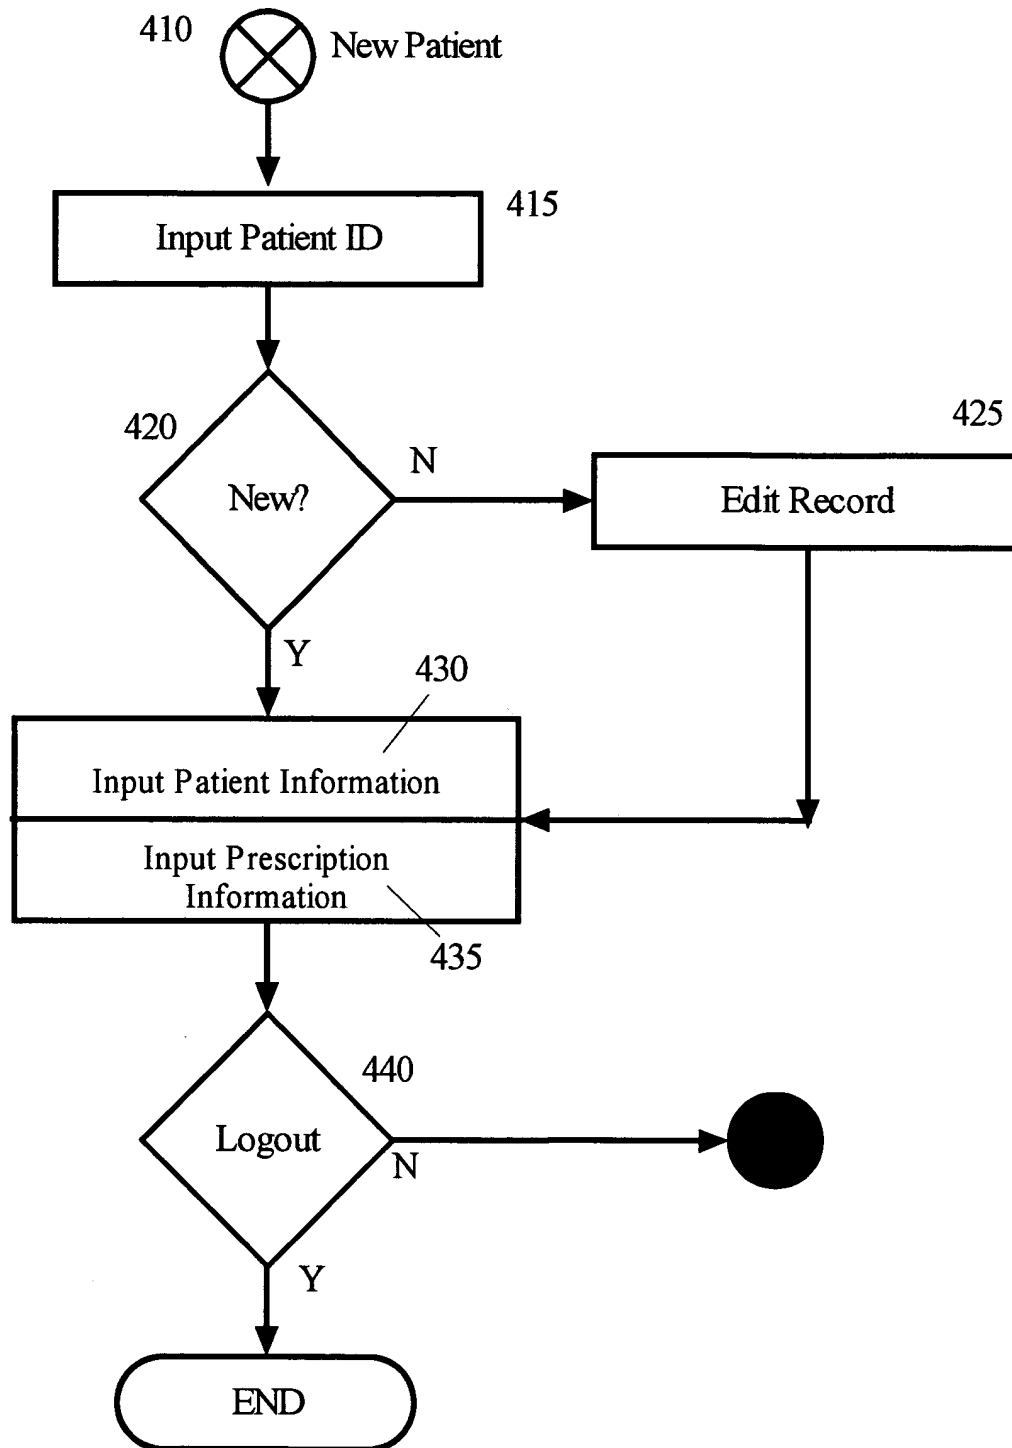 410
New Patient
415
Input Patient ID
420
New?
N
425
Edit Record
Y
430
Input Patient Information
Input Prescription
Information
435
440
Logout
N
Y
END